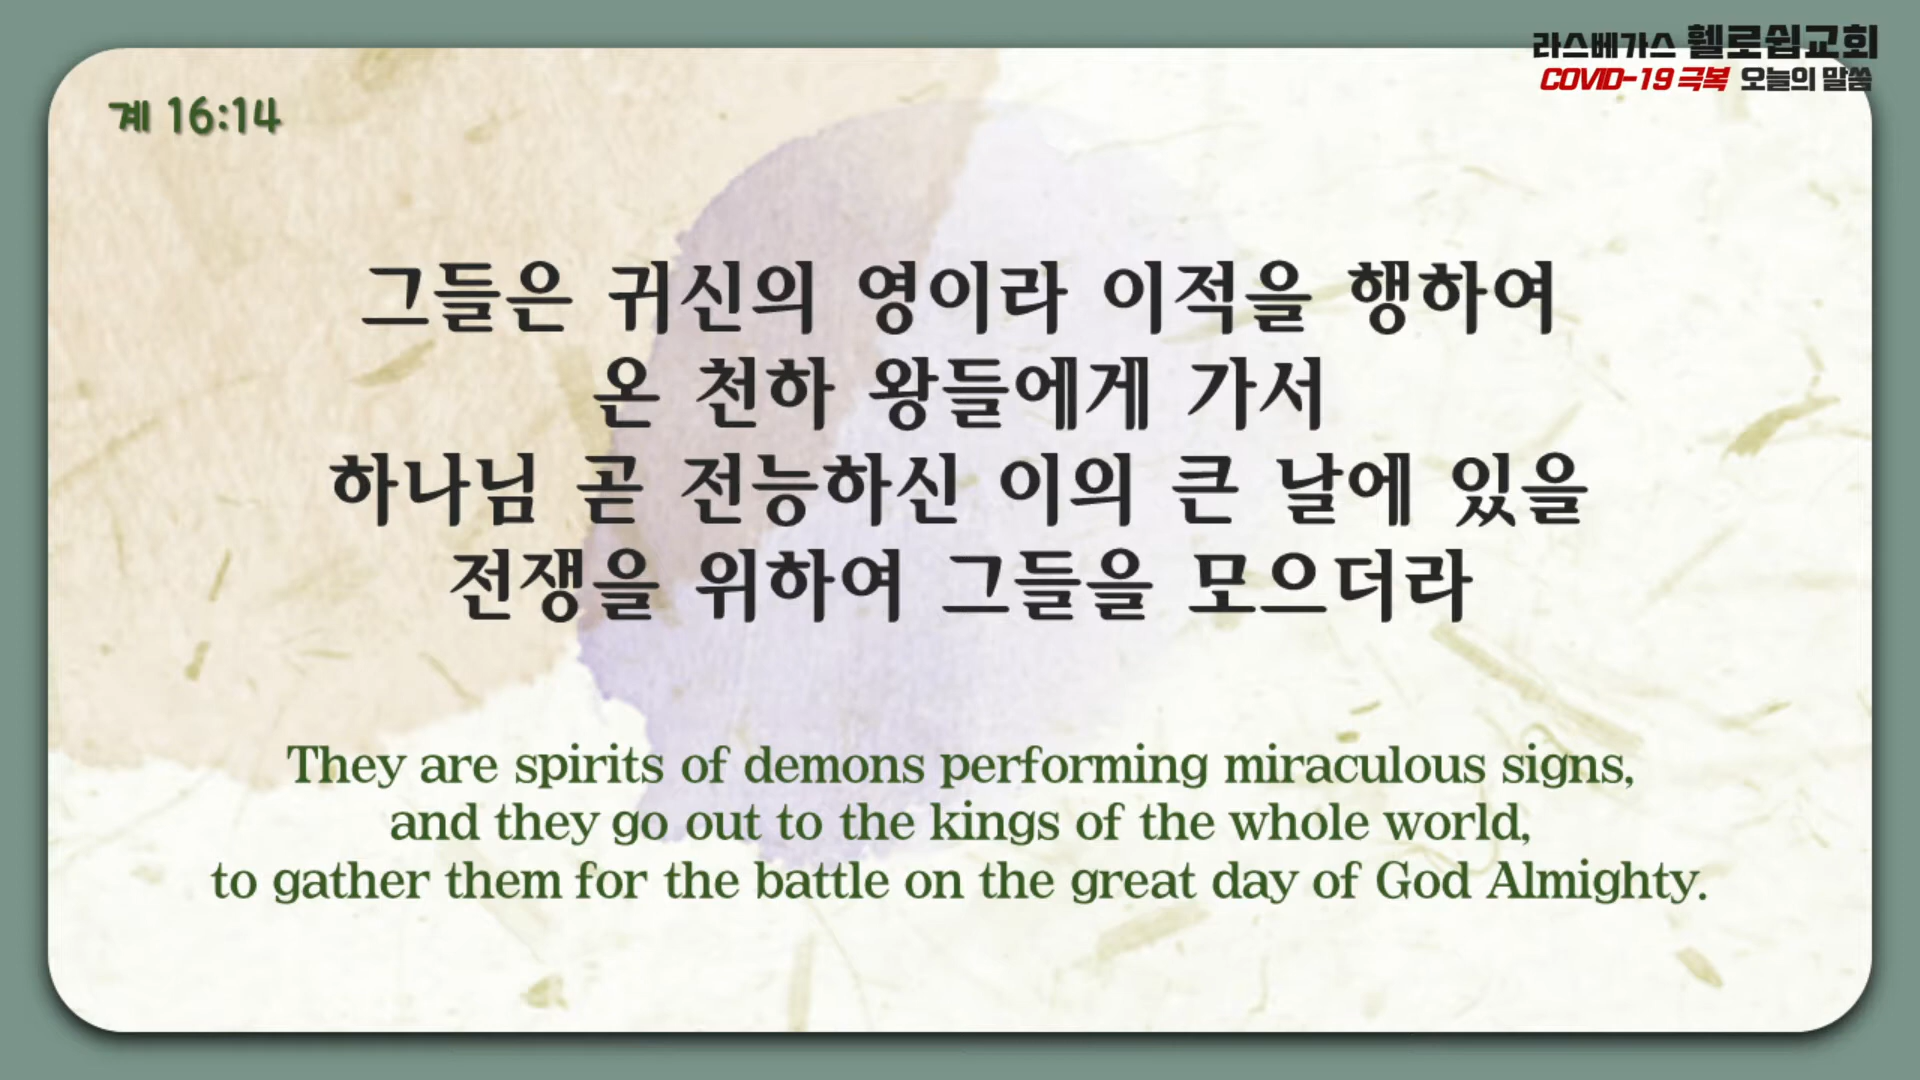 라스베가스 휄로쉽교회
COVID-19 극복 오늘의 말씀
계 16:14
그들은 귀신의 영이라 이적을 행하여
온 천하 왕들에게 가서
하나님 곧 전능하신 이의 큰 날에 있을
전쟁을 위하여 그들을 모으더라
They are spirits of demons performing miraculous signs,
and they go out to the kings of the whole world,
to gather them for the battle on the great day of God Almighty.